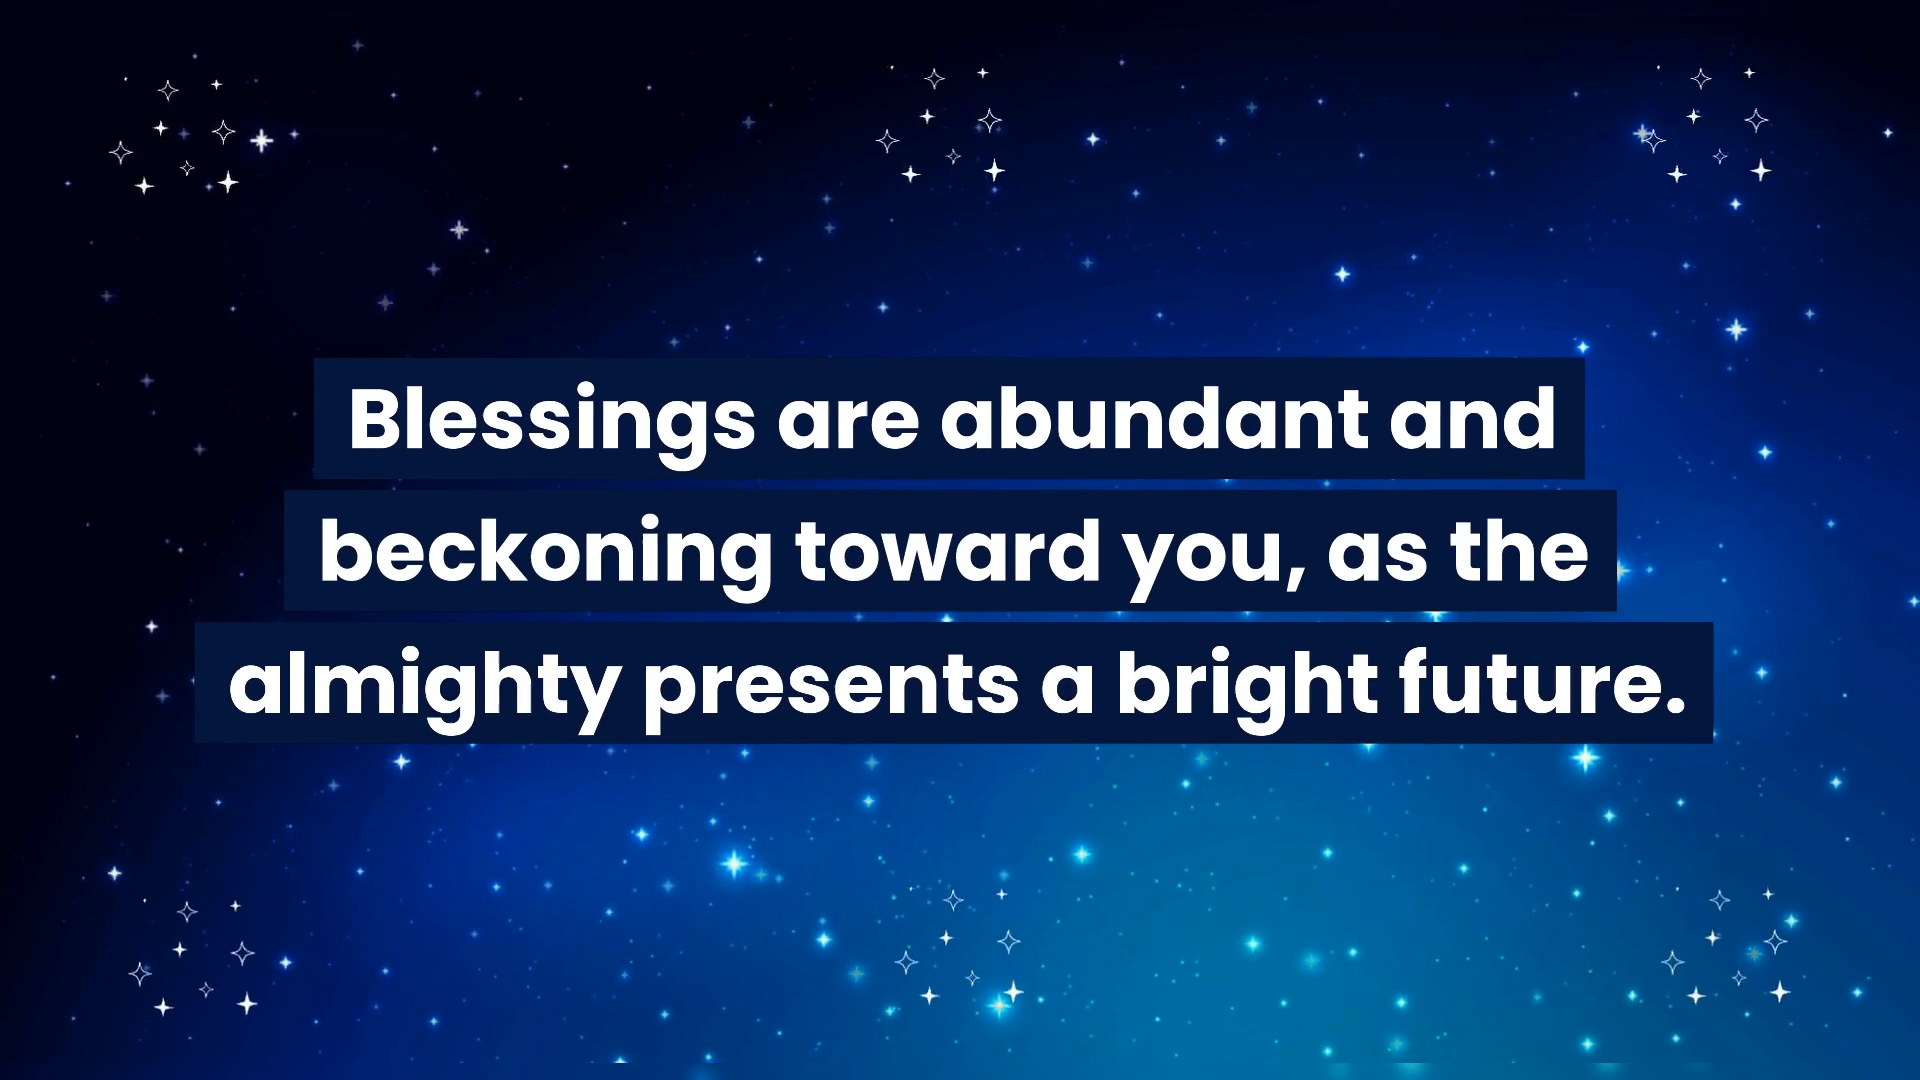 Blessings are abundant and
beckoning toward you, as the
almighty presents a bright future.